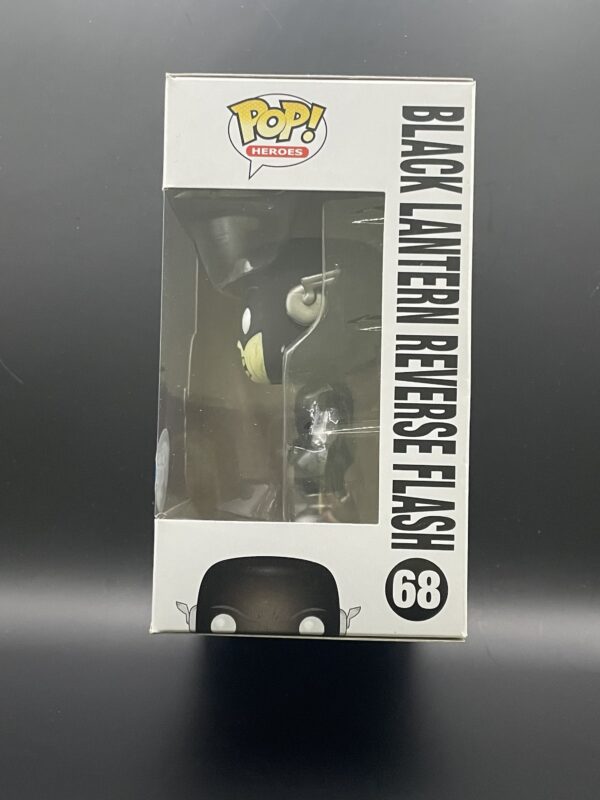 POP!
HEROES
BLACK LANTERN REVERSE FLASH
68